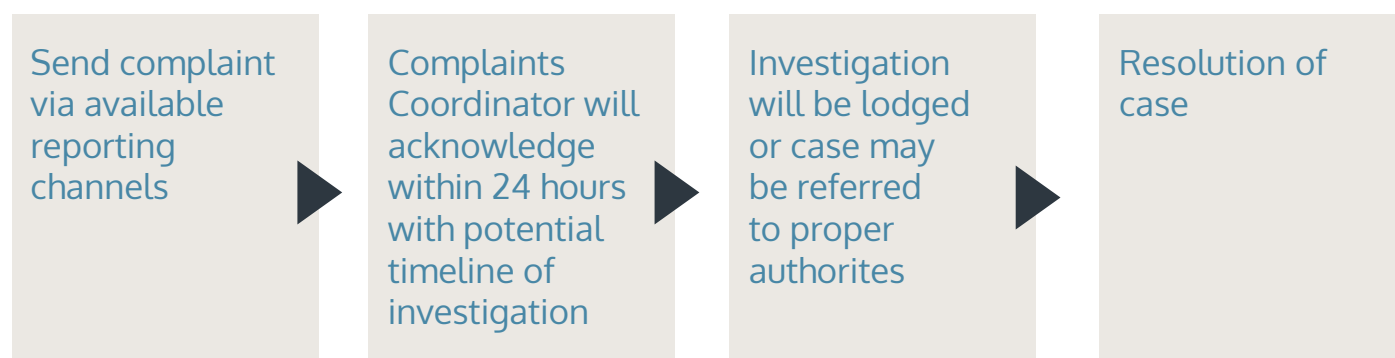 Send complaint
via available
reporting
channels
Complaints
Coordinator will
acknowledge
within 24 hours
with potential
timeline of
investigation
Investigation
will be lodged
or case may
be referred
to proper
authorites
Resolution of
case